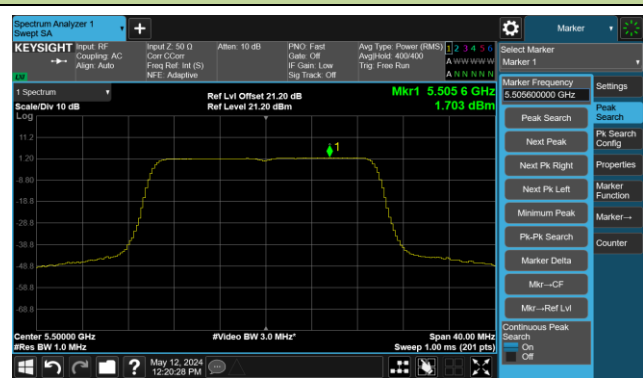 Spectrum Analyzer 1
Swept SA
Marker
KEYSIGHT
Input: RF
Coupling: AC
Align: Auto
Input Z: 50 Ω
Corr CCorr
Freq Ref: Int (S)
NFE: Adaptive
Atten: 10 dB
PNO: Fast
Gate: Off
IF Gain: Low
Sig Track: Off
Avg Type: Power (RMS)
Avg|Hold: 400/400
Trig: Free Run
1 2 3 4 5 6
A W W W W W
A N N N N N
LVI
1 Spectrum
Scale/Div 10 dB
Log
Ref Lvl Offset 21.20 dB
Ref Level 21.20 dBm
Mkr1 5.505 6 GHz
1.703 dBm
11.2
1.20
-8.80
-18.8
-28.8
-38.8
-48.8
-58.8
-68.8
1
Center 5.50000 GHz
#Res BW 1.0 MHz
#Video BW 3.0 MHz*
Span 40.00 MHz
Sweep 1.00 ms (201 pts)
May 12, 2024
12:20:28 PM
?
Select Marker
Marker 1
Marker Frequency
5.505600000 GHz
Peak Search
Next Peak
Next Pk Right
Next Pk Left
Minimum Peak
Pk-Pk Search
Marker Delta
Mkr→CF
Mkr→Ref Lvl
Continuous Peak
Search
On
Off
Settings
Peak
Search
Pk Search
Config
Properties
Marker
Function
Marker→
Counter